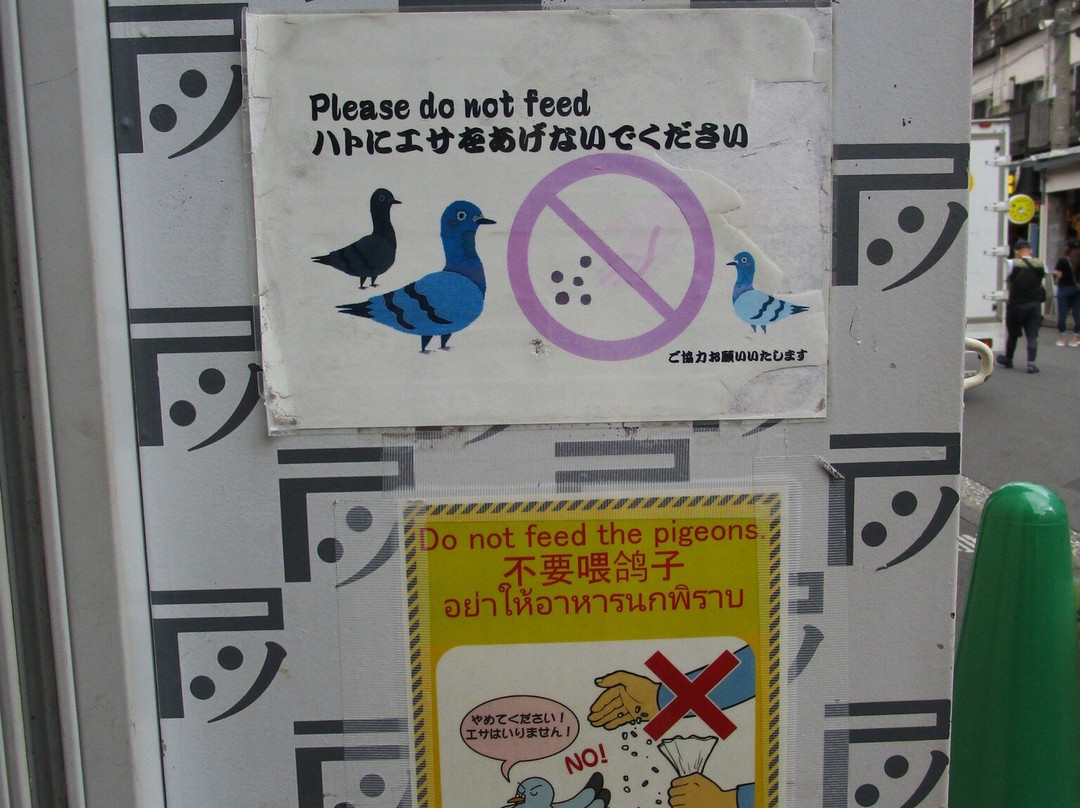 Please do not feed
ハトにエサをあげないでください
ご協力お願いいたします
Do not feed the pigeons.
不要喂鸽子
อย่าให้อาหารนกพิราบ
やめてください！
エサはいりません！
NO!